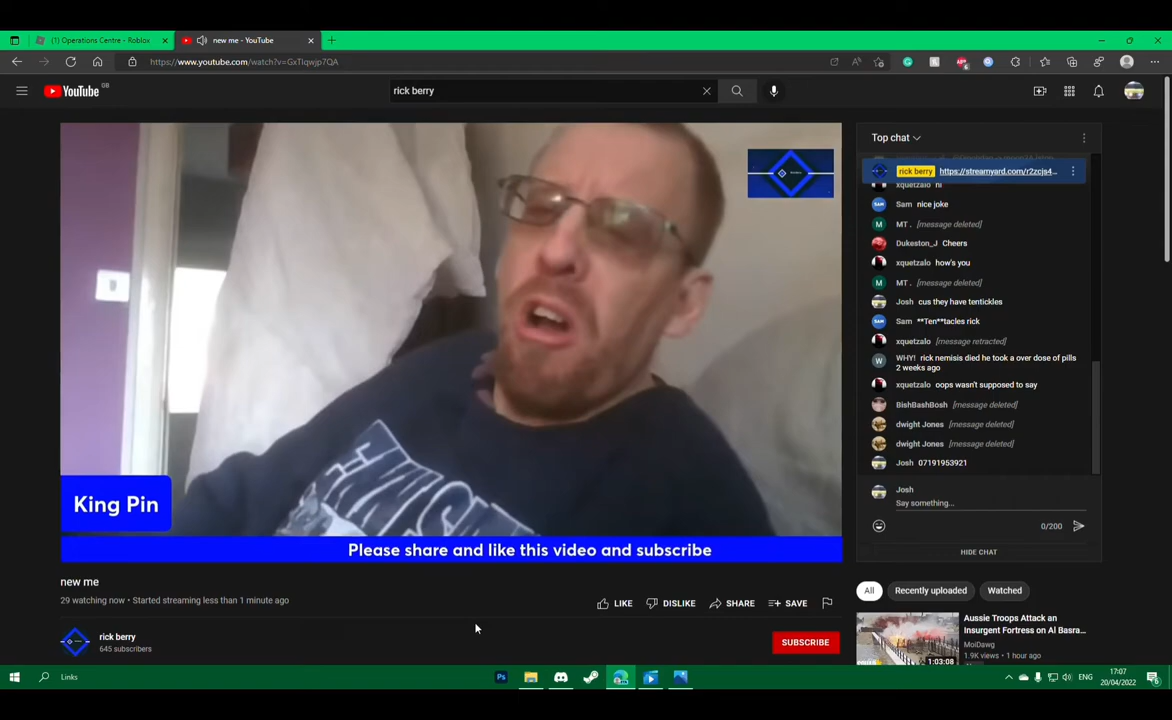 (1) Operations Centre - Roblox
new me - YouTube
https://www.youtube.com/watch?v=GxTiqwjp7QA
YouTube GB
rick berry
Top chat
rick berry https://streamyard.com/r2zcjs4...
xquetzalo hi
Sam nice joke
MT . [message deleted]
Dukeston_J Cheers
xquetzalo how's you
MT . [message deleted]
Josh cus they have tentickles
Sam **Ten**tacles rick
xquetzalo [message retracted]
WHY! rick nemisis died he took a over dose of pills
2 weeks ago
xquetzalo oops wasn't supposed to say
BishBashBosh [message deleted]
dwight Jones [message deleted]
dwight Jones [message deleted]
Josh 07191953921
Josh
Say something...
0/200
HIDE CHAT
King Pin
Please share and like this video and subscribe
new me
29 watching now • Started streaming less than 1 minute ago
LIKE DISLIKE SHARE SAVE
rick berry
645 subscribers
SUBSCRIBE
All Recently uploaded Watched
Aussie Troops Attack an
Insurgent Fortress on Al Basra...
MoiDawg
1.9K views • 1 hour ago
1:03:08
Links
ENG
17:07
20/04/2022